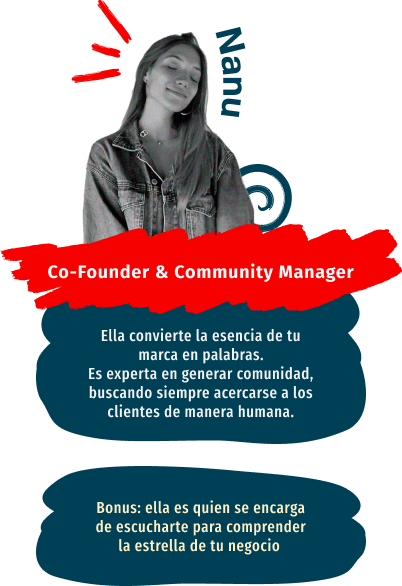 Nanu
Co-Founder & Community Manager
Ella convierte la esencia de tu
marca en palabras.
Es experta en generar comunidad,
buscando siempre acercarse a los
clientes de manera humana.
Bonus: ella es quien se encarga
de escucharte para comprender
la estrella de tu negocio